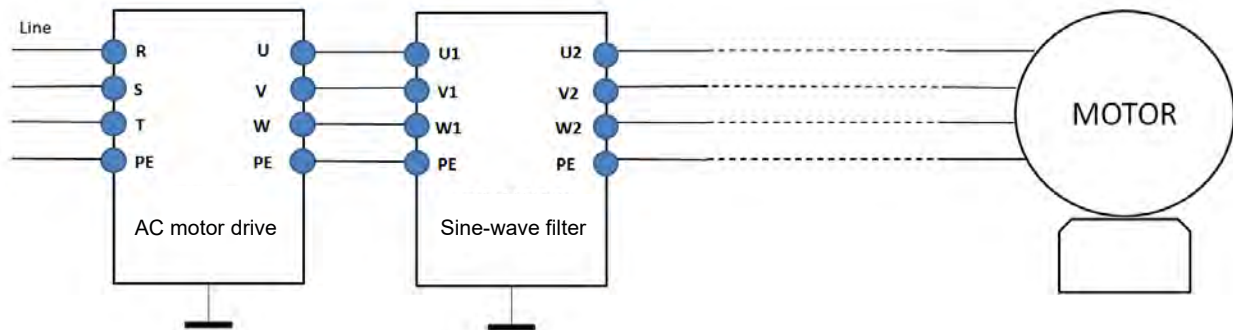 Line
R
U
U1
U2
S
V
V1
V2
T
W
W1
W2
PE
PE
PE
PE
MOTOR
AC motor drive
Sine-wave filter